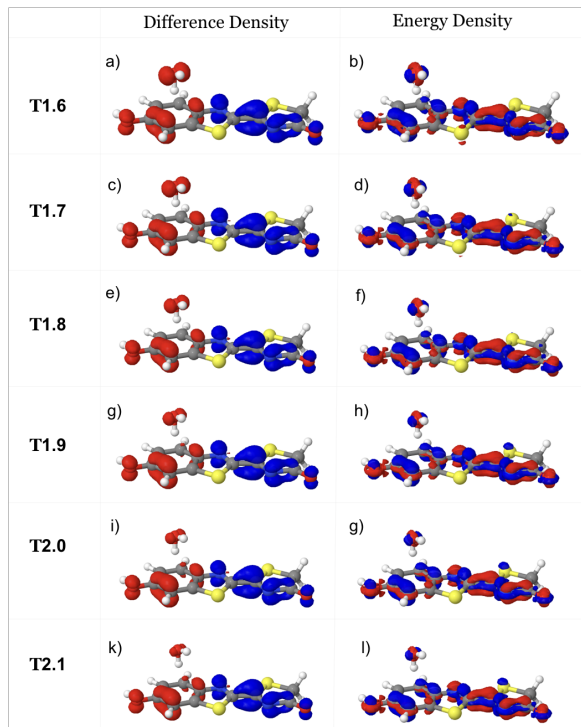 Difference Density Energy Density
T1.6 a) b)
T1.7 c) d)
T1.8 e) f)
T1.9 g) h)
T2.0 i) g)
T2.1 k) l)